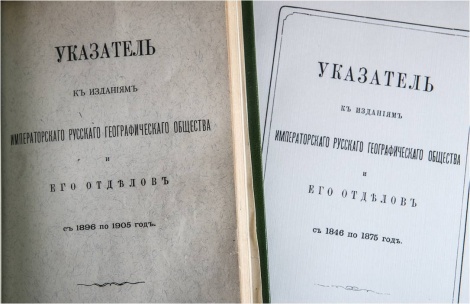 УКАЗАТЕЛЬ
КЪ ИЗДАНІЯМЪ
ИМПЕРАТОРСКАГО РУССКАГО ГЕОГРАФИЧЕСКАГО ОБЩЕСТВА
И
ЕГО ОТДѢЛОВЪ
съ 1896 по 1905 годъ.
УКАЗАТЕЛЬ
КЪ ИЗДАНІЯМЪ
ИМПЕРАТОРСКАГО РУССКАГО ГЕОГРАФИЧЕСКАГО ОБЩЕСТВА
И
ЕГО ОТДѢЛОВЪ
съ 1846 по 1875 годъ.